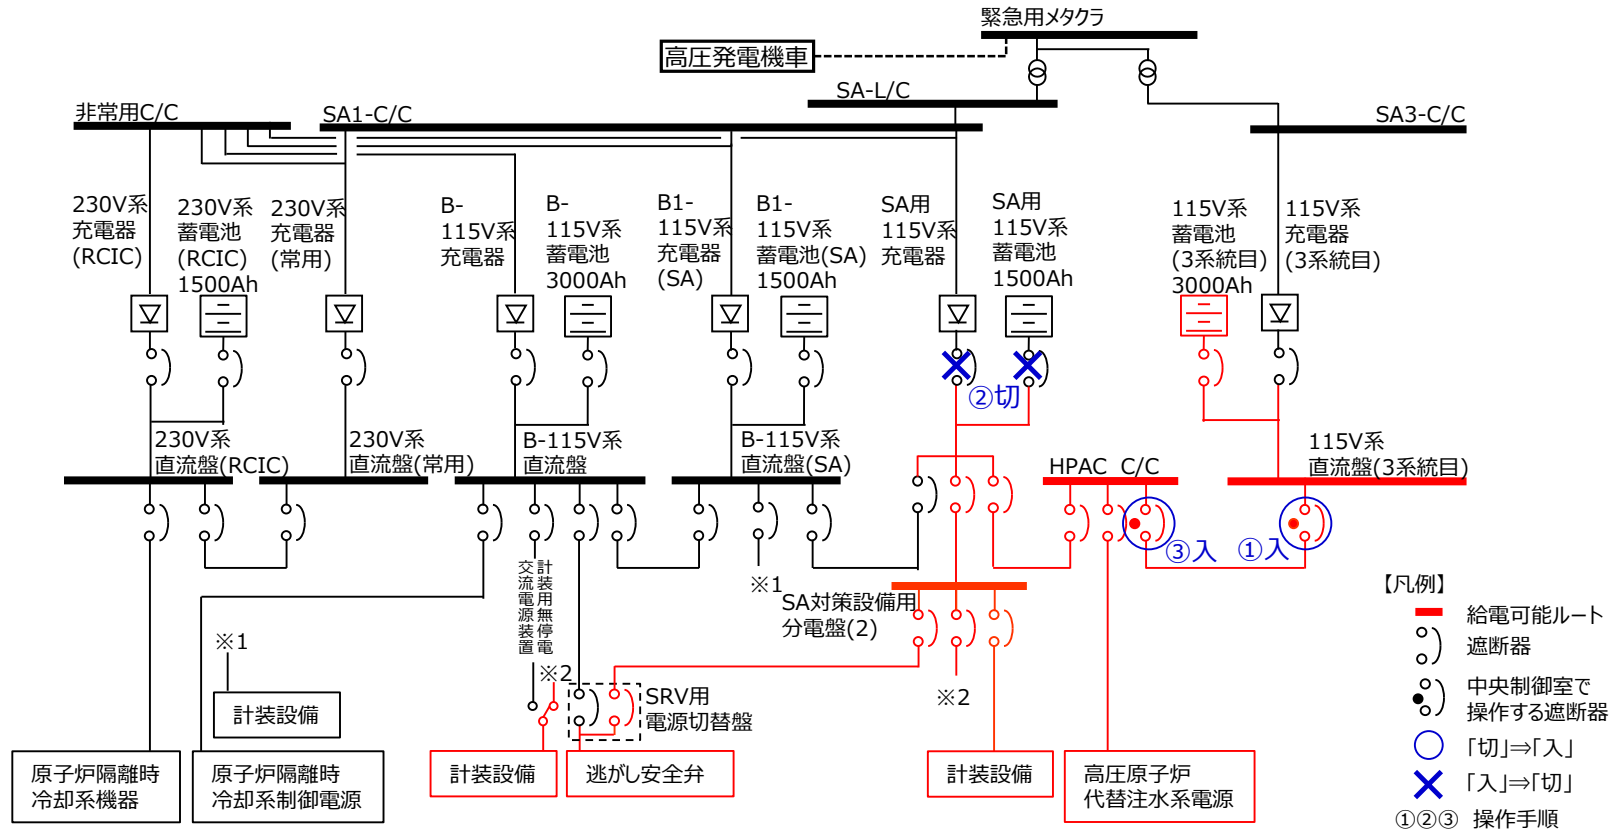 緊急用メタクラ
高圧発電機車
SA-L/C
非常用C/C
SA1-C/C
SA3-C/C
230V系
充電器
(RCIC)
230V系
蓄電池
(RCIC)
1500Ah
230V系
充電器
(常用)
B-
115V系
充電器
B-
115V系
蓄電池
3000Ah
B1-
115V系
充電器
(SA)
B1-
115V系
蓄電池(SA)
1500Ah
SA用
115V系
充電器
SA用
115V系
蓄電池
1500Ah
115V系
蓄電池
(3系統目)
3000Ah
115V系
充電器
(3系統目)
②切
230V系
直流盤(RCIC)
230V系
直流盤(常用)
B-115V系
直流盤
B-115V系
直流盤(SA)
HPAC C/C
115V系
直流盤(3系統目)
③入
①入
※1
計装用無停電
交流電源装置
SA対策設備用
分電盤(2)
※1
※2
※2
SRV用
電源切替盤
計装設備
原子炉隔離時
冷却系機器
原子炉隔離時
冷却系制御電源
計装設備
逃がし安全弁
計装設備
高圧原子炉
代替注水系電源
【凡例】
給電可能ルート
遮断器
中央制御室で
操作する遮断器
「切」⇒「入」
「入」⇒「切」
①②③ 操作手順